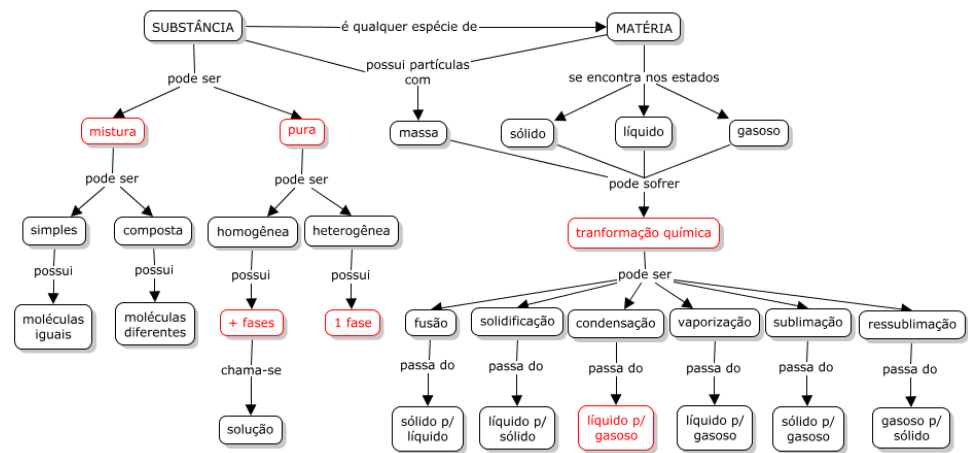 SUBSTÂNCIA
é qualquer espécie de
MATÉRIA
possui partículas
com
se encontra nos estados
pode ser
mistura
pura
massa
sólido
líquido
gasoso
pode ser
pode ser
pode sofrer
simples
composta
homogênea
heterogênea
tranformação química
possui
possui
possui
possui
pode ser
moléculas
iguais
moléculas
diferentes
+ fases
1 fase
fusão
solidificação
condensação
vaporização
sublimação
ressublimação
chama-se
passa do
passa do
passa do
passa do
passa do
passa do
solução
sólido p/
líquido
líquido p/
sólido
líquido p/
gasoso
líquido p/
gasoso
sólido p/
gasoso
gasoso p/
sólido